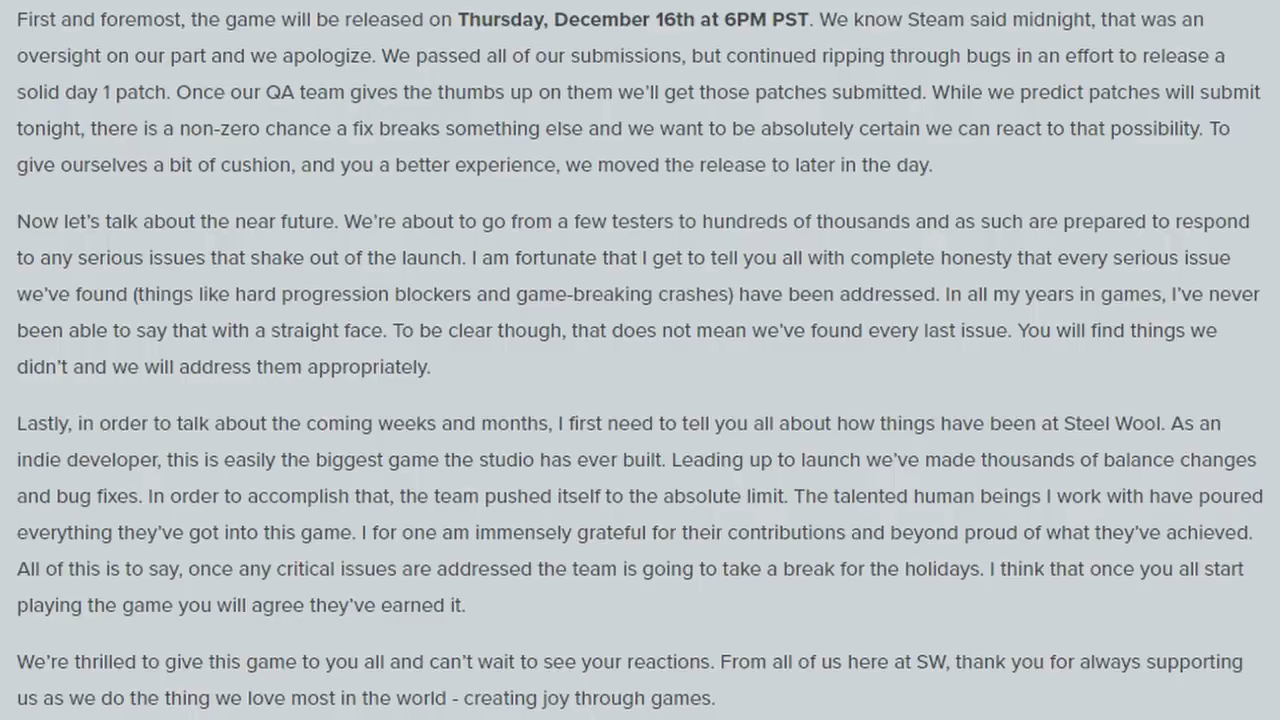 First and foremost, the game will be released on Thursday, December 16th at 6PM PST. We know Steam said midnight, that was an
oversight on our part and we apologize. We passed all of our submissions, but continued ripping through bugs in an effort to release a
solid day 1 patch. Once our QA team gives the thumbs up on them we'll get those patches submitted. While we predict patches will submit
tonight, there is a non-zero chance a fix breaks something else and we want to be absolutely certain we can react to that possibility. To
give ourselves a bit of cushion, and you a better experience, we moved the release to later in the day.
Now let's talk about the near future. We're about to go from a few testers to hundreds of thousands and as such are prepared to respond
to any serious issues that shake out of the launch. I am fortunate that I get to tell you all with complete honesty that every serious issue
we've found (things like hard progression blockers and game-breaking crashes) have been addressed. In all my years in games, I've never
been able to say that with a straight face. To be clear though, that does not mean we've found every last issue. You will find things we
didn't and we will address them appropriately.
Lastly, in order to talk about the coming weeks and months, I first need to tell you all about how things have been at Steel Wool. As an
indie developer, this is easily the biggest game the studio has ever built. Leading up to launch we've made thousands of balance changes
and bug fixes. In order to accomplish that, the team pushed itself to the absolute limit. The talented human beings I work with have poured
everything they've got into this game. I for one am immensely grateful for their contributions and beyond proud of what they've achieved.
All of this is to say, once any critical issues are addressed the team is going to take a break for the holidays. I think that once you all start
playing the game you will agree they've earned it.
We're thrilled to give this game to you all and can't wait to see your reactions. From all of us here at SW, thank you for always supporting
us as we do the thing we love most in the world - creating joy through games.